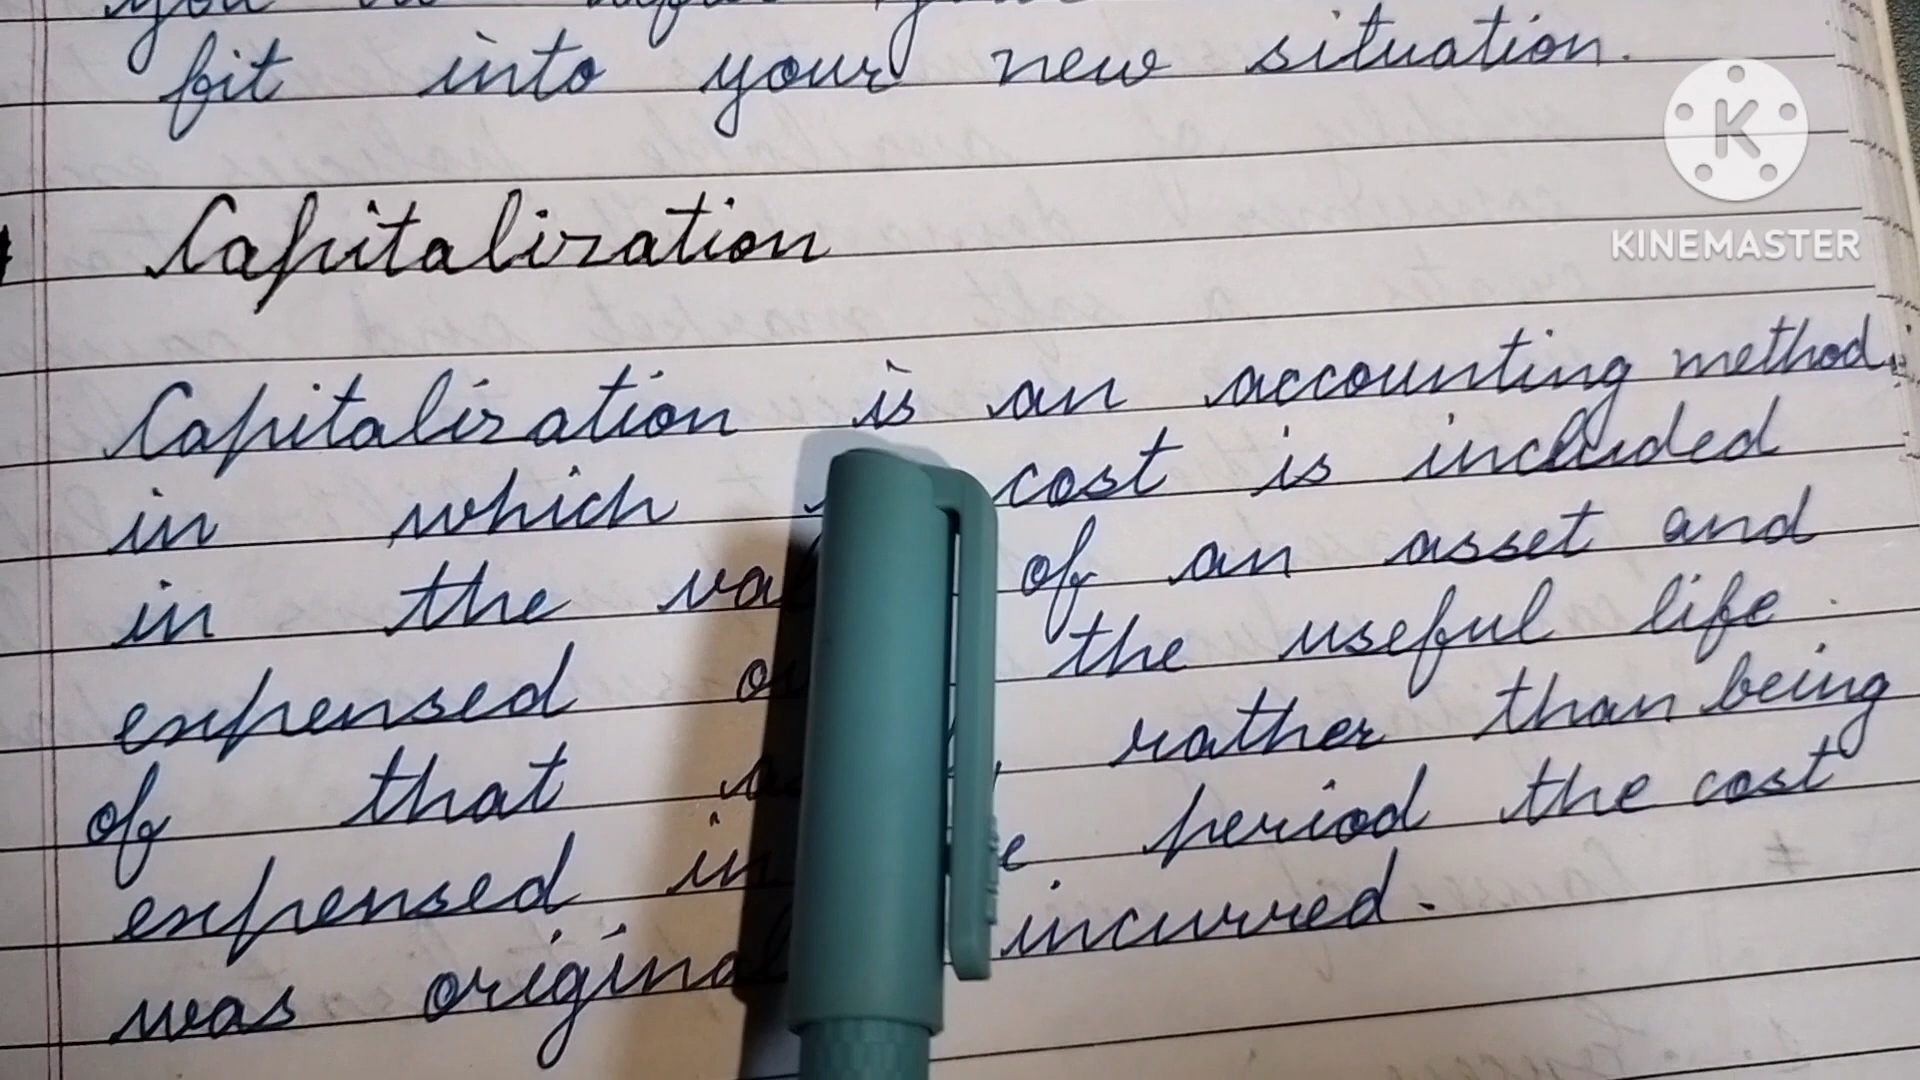 fit into your new situation.
Capitalization
Capitalization is an accounting method
in which cost is included
in the of an asset and
expensed the useful life
of that rather than being
expensed in period the cost
was incurred.
KINEMASTER